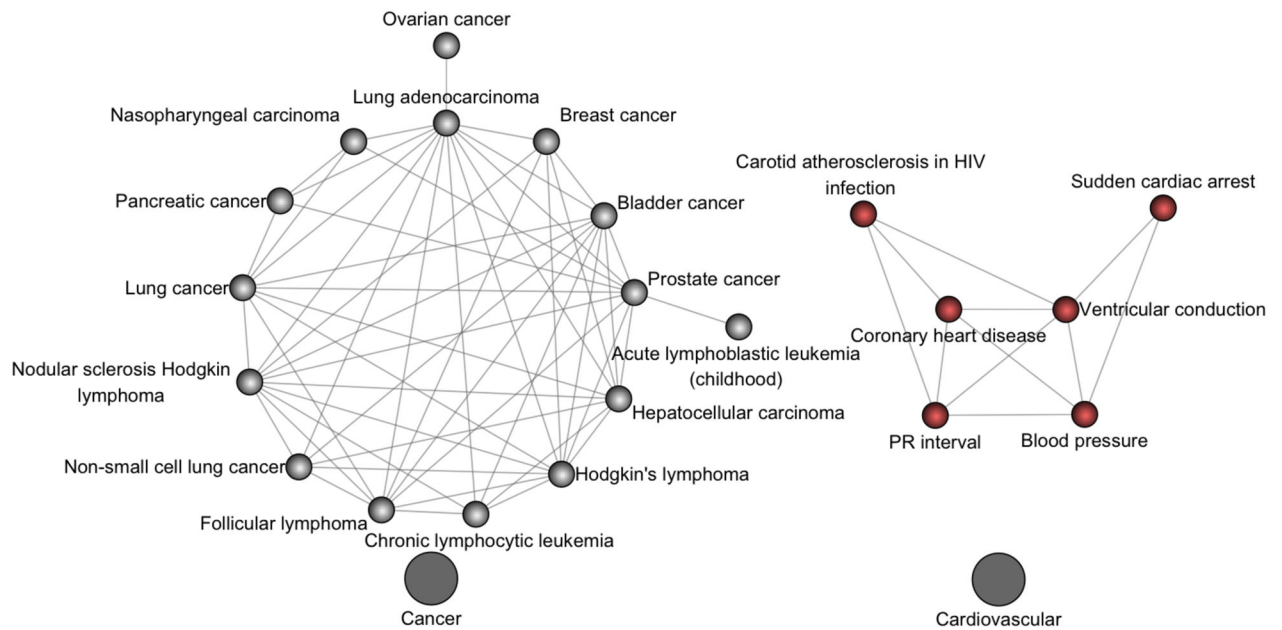 Ovarian cancer
Lung adenocarcinoma
Nasopharyngeal carcinoma
Breast cancer
Pancreatic cancer
Bladder cancer
Lung cancer
Prostate cancer
Acute lymphoblastic leukemia
(childhood)
Nodular sclerosis Hodgkin
lymphoma
Hepatocellular carcinoma
Non-small cell lung cancer
Hodgkin's lymphoma
Follicular lymphoma
Chronic lymphocytic leukemia
Cancer
Carotid atherosclerosis in HIV
infection
Sudden cardiac arrest
Coronary heart disease
Ventricular conduction
PR interval
Blood pressure
Cardiovascular